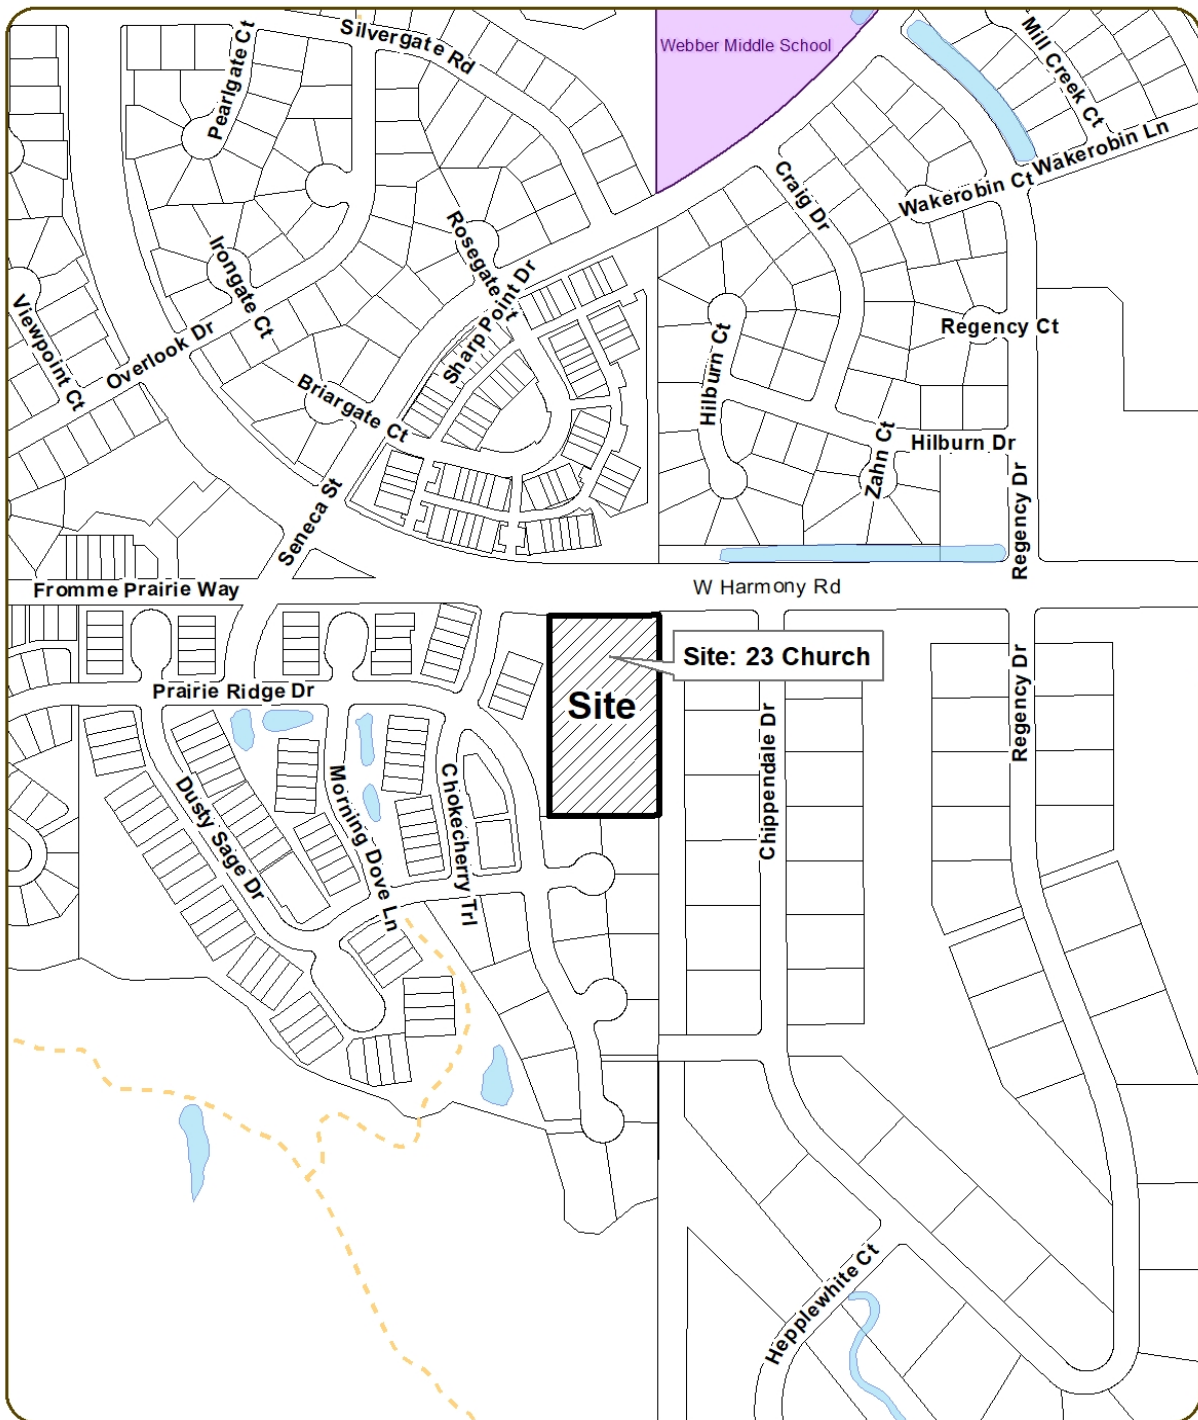 Silvergate Rd
Pearlgate Ct
Webber Middle School
Mill Creek Ct
Wakerobin Ln
Wakerobin Ct
Craig Dr
Rosegate
Irongate Ct
Sharp Point Dr
Viewpoint Ct
Overlook Dr
Regency Ct
Hilburn Ct
Briargate Ct
Zahn Ct
Hilburn Dr
Seneca St
Regency Dr
Fromme Prairie Way
W Harmony Rd
Site: 23 Church
Site
Prairie Ridge Dr
Regency Dr
Chippendale Dr
Dusty Sage Dr
Morning Dove Ln
Chokecherry Trl
Hepplewhite Ct